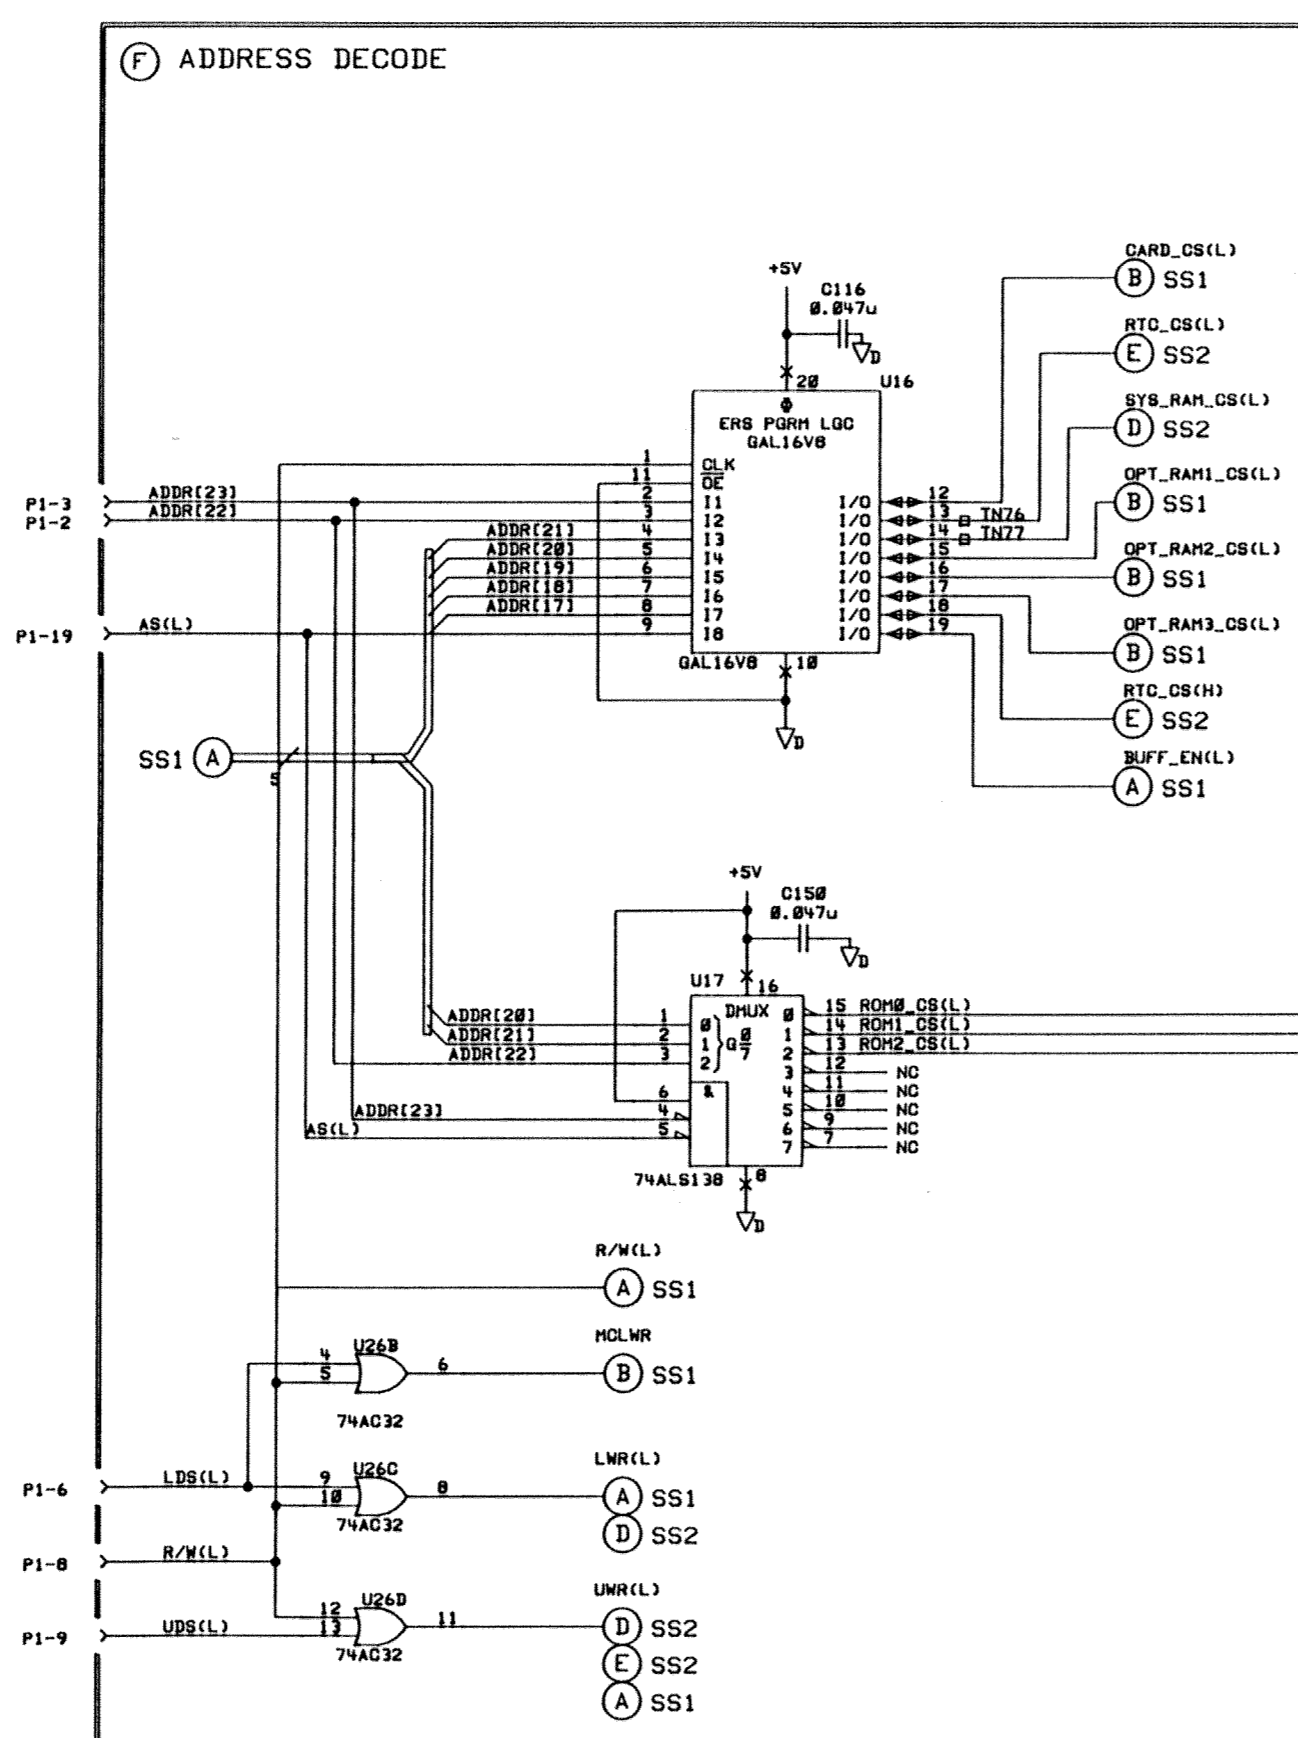 F ADDRESS DECODE
CARD_CS(L)
B SS1
+5V
C116
0.047u
D
RTC_CS(L)
E SS2
20 U16
ERS PGRM LGC
GAL16V8
SYS_RAM_CS(L)
D SS2
1 CLK
11 OE
P1-3 ADDR[23] 2 I1 I/O 12
P1-2 ADDR[22] 3 I2 I/O 13 TN76
ADDR[21] 4 I3 I/O 14 TN77
ADDR[20] 5 I4 I/O 15
ADDR[19] 6 I5 I/O 16
ADDR[18] 7 I6 I/O 17
ADDR[17] 8 I7 I/O 18
P1-19 AS(L) 9 I8 I/O 19
OPT_RAM1_CS(L)
B SS1
OPT_RAM2_CS(L)
B SS1
OPT_RAM3_CS(L)
B SS1
GAL16V8 10
D
RTC_CS(H)
E SS2
BUFF_EN(L)
A SS1
SS1 A
5
+5V
C150
0.047u
D
U17 16
DMUX
ADDR[20] 1 0 0 15 ROM0_CS(L)
ADDR[21] 2 1 G 0/7 1 14 ROM1_CS(L)
ADDR[22] 3 2 2 13 ROM2_CS(L)
3 12 NC
6 & 4 11 NC
ADDR[23] 4 5 10 NC
AS(L) 5 6 9 NC
7 7 NC
74ALS138 8
D
R/W(L)
A SS1
MCLWR
4 U26B
5 6 B SS1
74AC32
LWR(L)
P1-6 LDS(L) 9 U26C
10 8 A SS1
74AC32
D SS2
P1-8 R/W(L)
UWR(L)
12 U26D
P1-9 UDS(L) 13 11 D SS2
74AC32
E SS2
A SS1